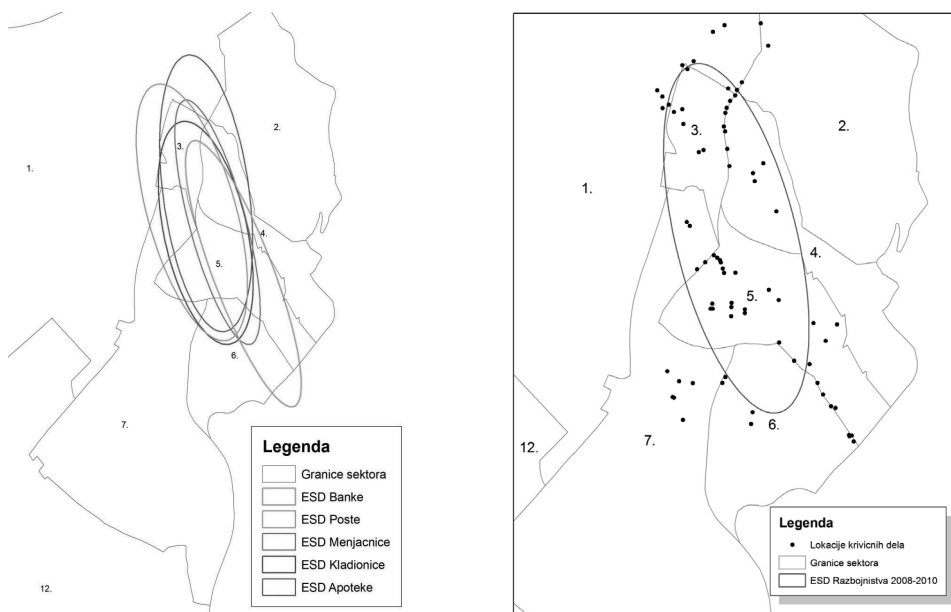 2.
3.
1.
4.
5.
6.
7.
12.
Legenda
Granice sektora
ESD Banke
ESD Poste
ESD Menjacnice
ESD Kladionice
ESD Apoteke
3.
2.
1.
4.
5.
6.
7.
12.
Legenda
Lokacije krivicnih dela
Granice sektora
ESD Razbojnistva 2008-2010